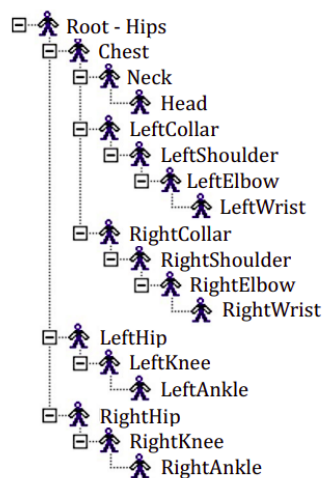 Root - Hips
Chest
Neck
Head
LeftCollar
LeftShoulder
LeftElbow
LeftWrist
RightCollar
RightShoulder
RightElbow
RightWrist
LeftHip
LeftKnee
LeftAnkle
RightHip
RightKnee
RightAnkle